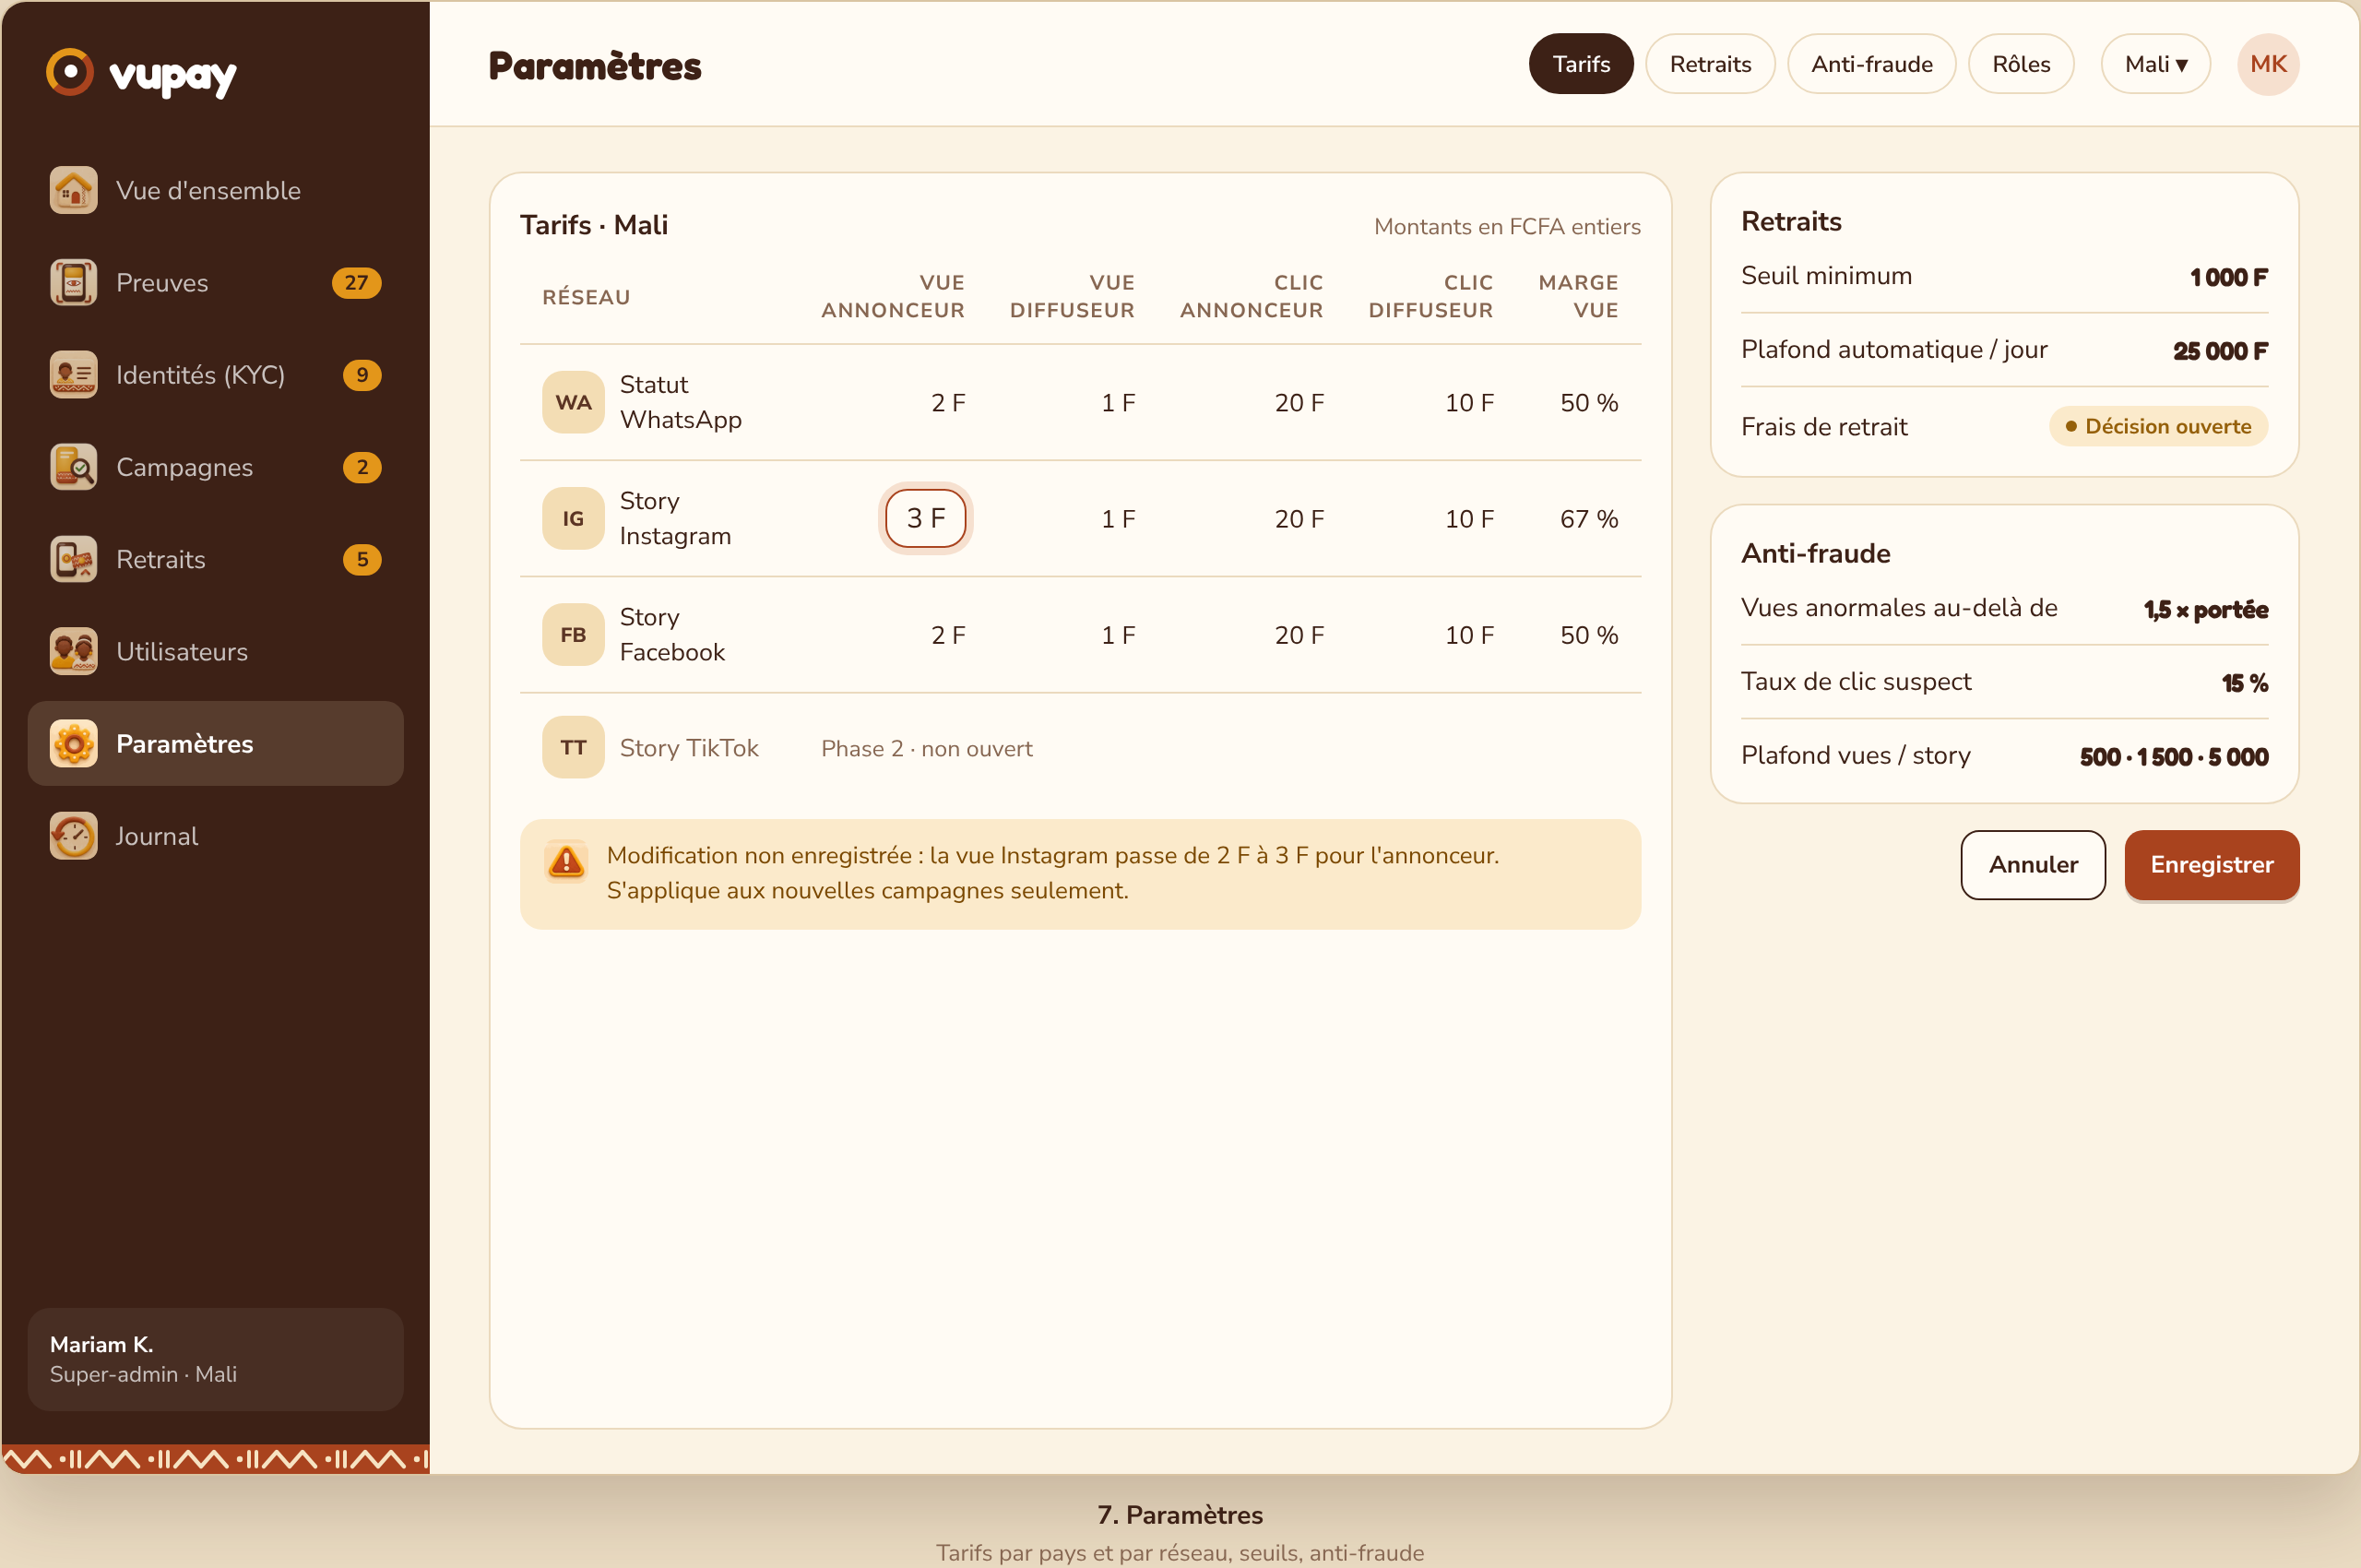 vupay
Vue d'ensemble
Preuves 27
Identités (KYC) 9
Campagnes 2
Retraits 5
Utilisateurs
Paramètres
Journal
Mariam K.
Super-admin · Mali
Paramètres
Tarifs Retraits Anti-fraude Rôles Mali ▾ MK
Tarifs · Mali Montants en FCFA entiers
RÉSEAU VUE ANNONCEUR VUE DIFFUSEUR CLIC ANNONCEUR CLIC DIFFUSEUR MARGE VUE
WA Statut WhatsApp 2 F 1 F 20 F 10 F 50 %
IG Story Instagram 3 F 1 F 20 F 10 F 67 %
FB Story Facebook 2 F 1 F 20 F 10 F 50 %
TT Story TikTok Phase 2 · non ouvert
Modification non enregistrée : la vue Instagram passe de 2 F à 3 F pour l'annonceur.
S'applique aux nouvelles campagnes seulement.
Retraits
Seuil minimum 1 000 F
Plafond automatique / jour 25 000 F
Frais de retrait Décision ouverte
Anti-fraude
Vues anormales au-delà de 1,5 × portée
Taux de clic suspect 15 %
Plafond vues / story 500 · 1 500 · 5 000
Annuler Enregistrer
7. Paramètres
Tarifs par pays et par réseau, seuils, anti-fraude